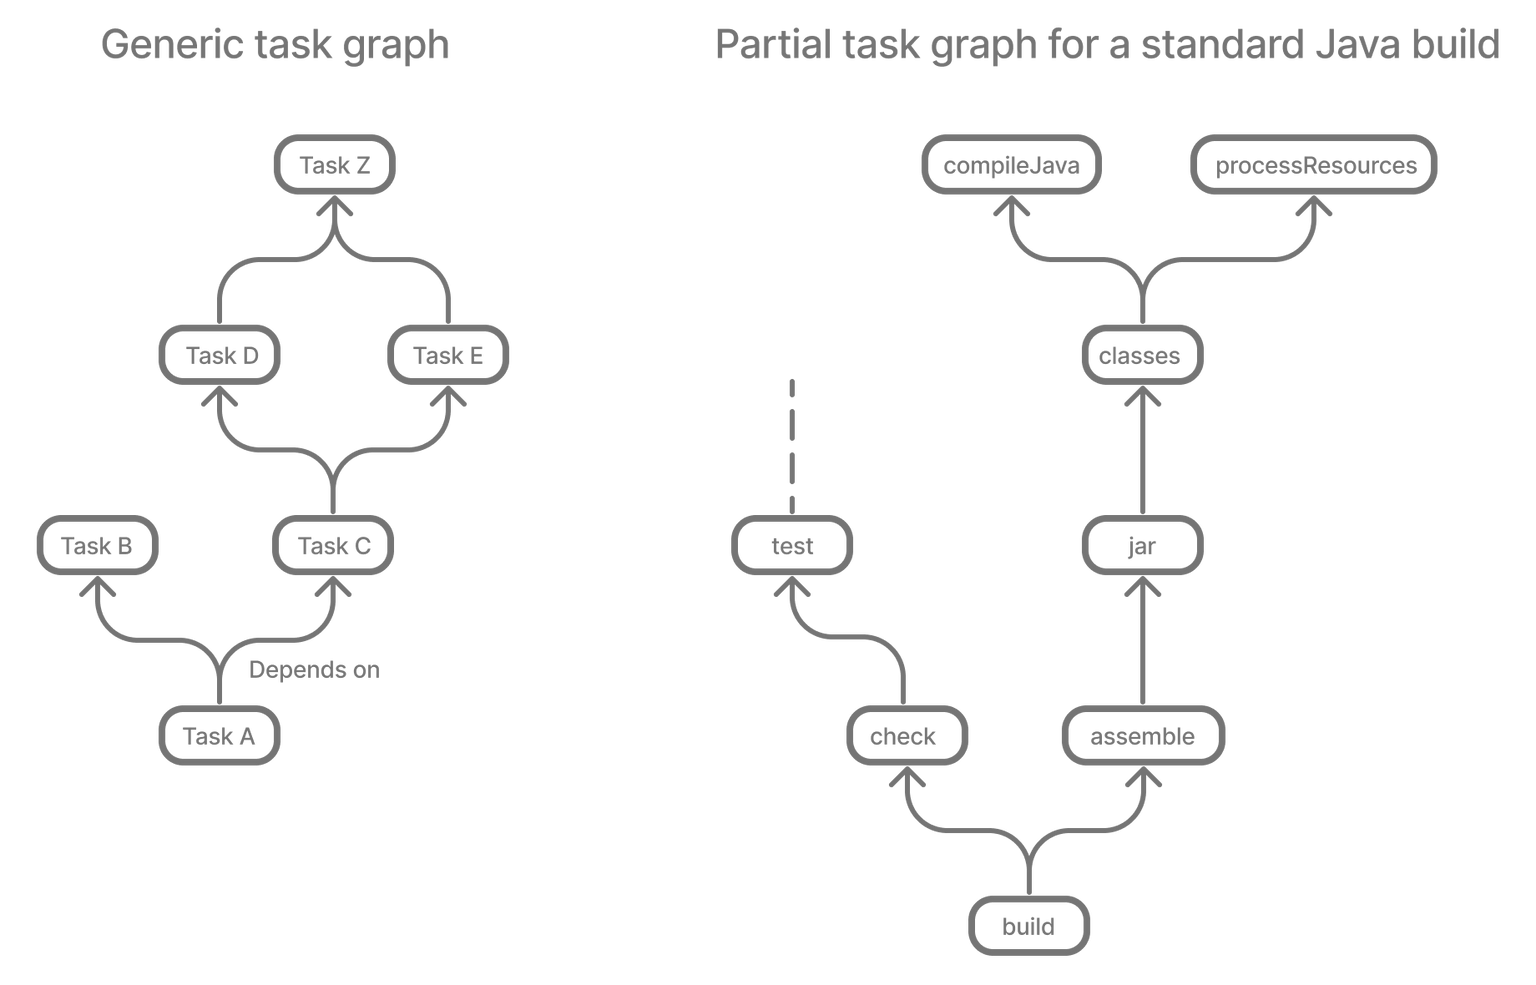 Generic task graph
Task Z
Task D
Task E
Task B
Task C
Depends on
Task A
Partial task graph for a standard Java build
compileJava
processResources
classes
test
jar
check
assemble
build